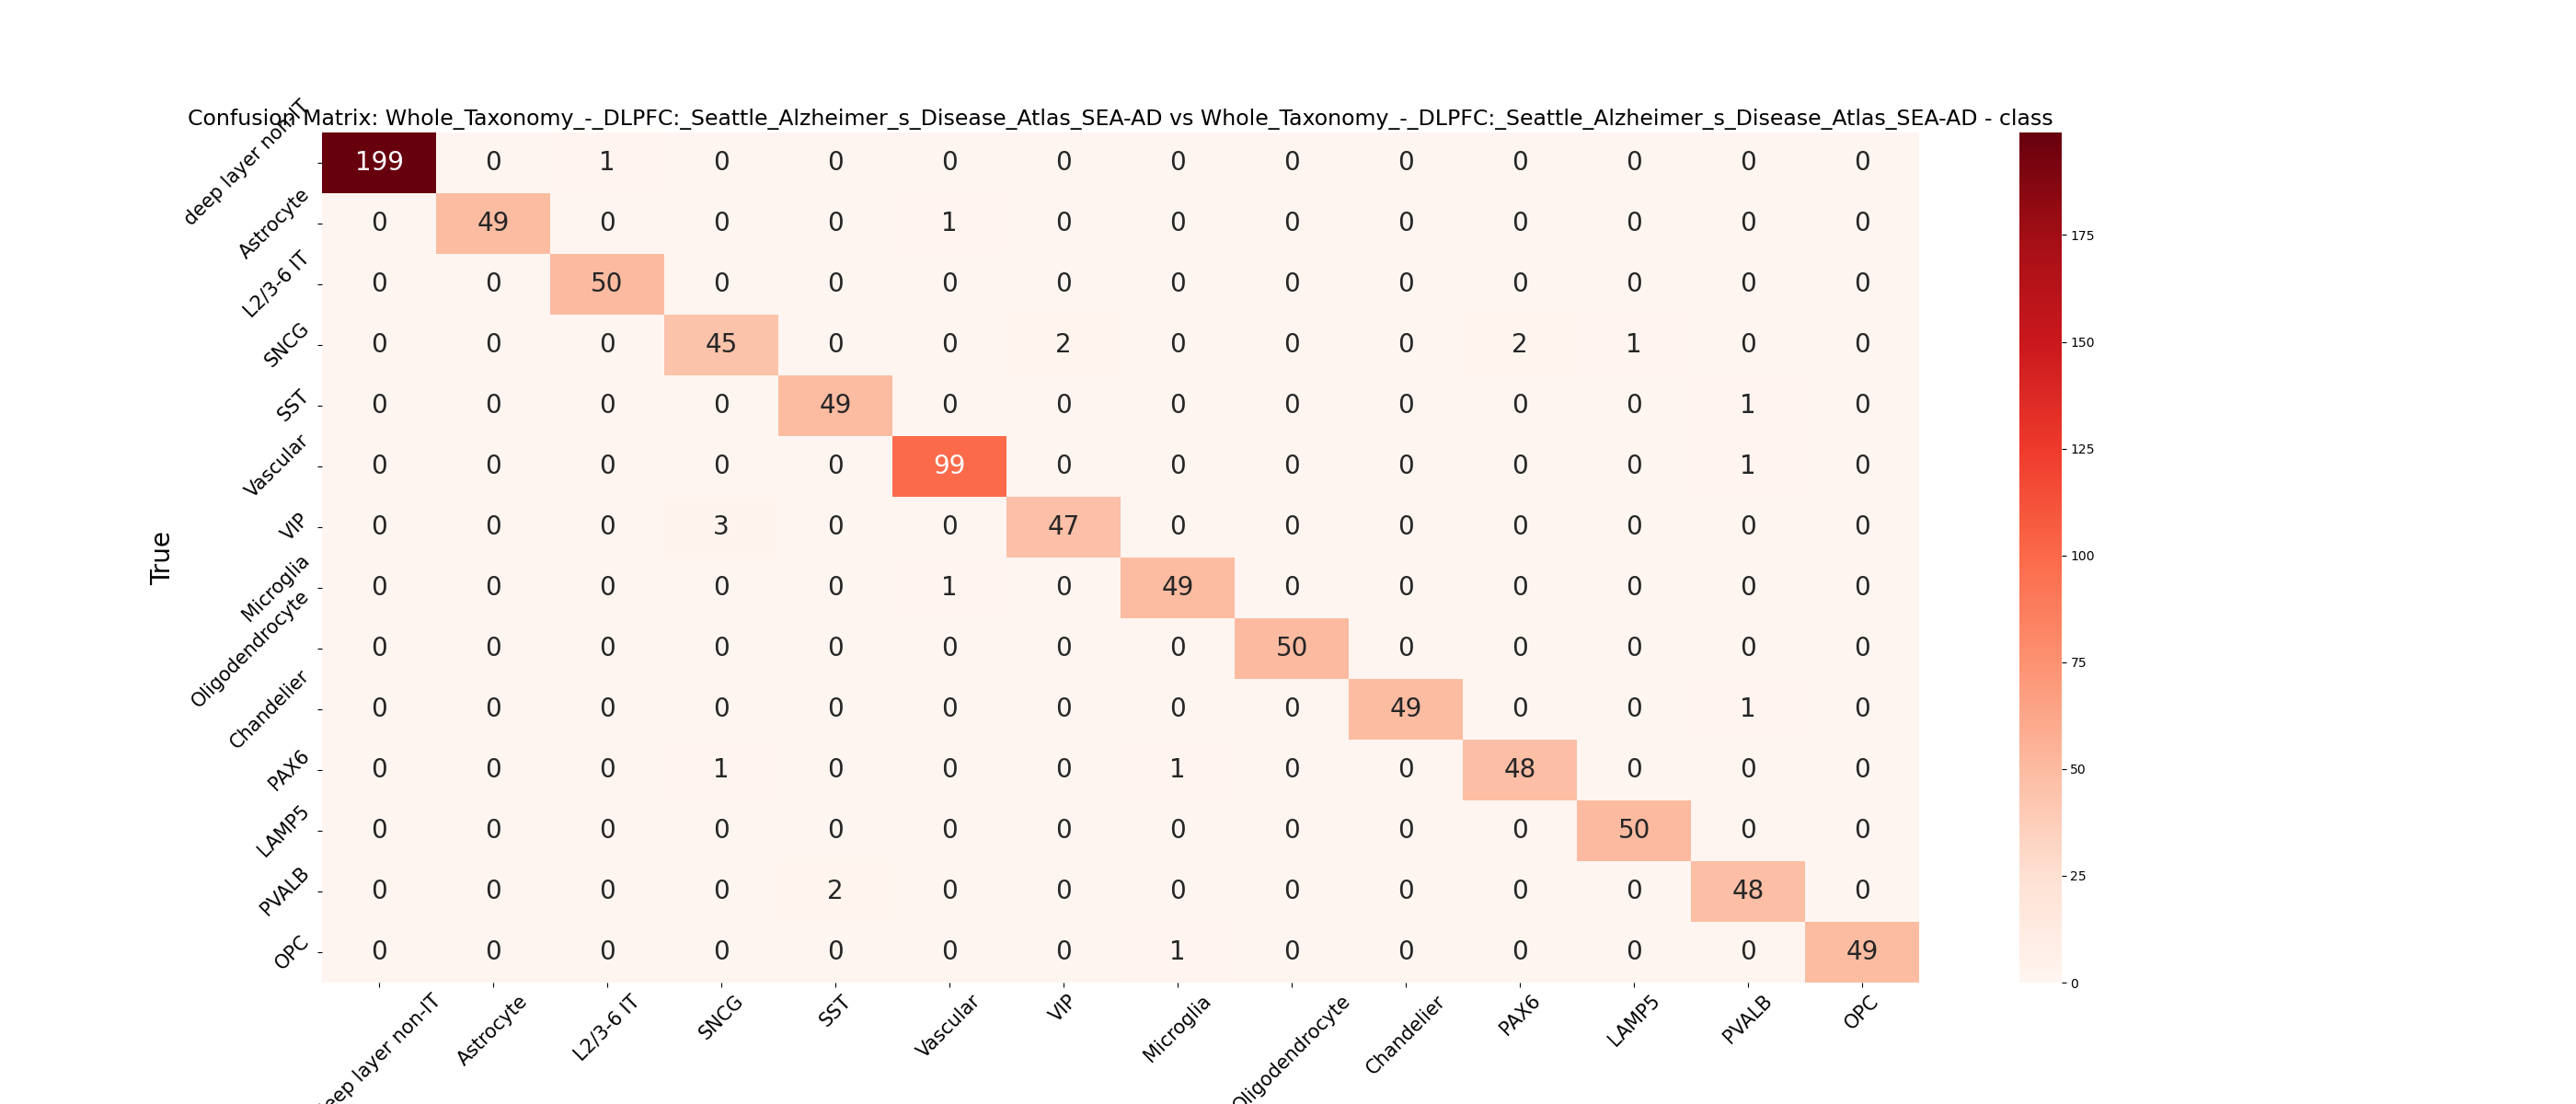 Confusion Matrix: Whole_Taxonomy_-_DLPFC:_Seattle_Alzheimer_s_Disease_Atlas_SEA-AD vs Whole_Taxonomy_-_DLPFC:_Seattle_Alzheimer_s_Disease_Atlas_SEA-AD - class
deep layer non-IT 199 0 1 0 0 0 0 0 0 0 0 0 0 0
Astrocyte 0 49 0 0 0 1 0 0 0 0 0 0 0 0
L2/3-6 IT 0 0 50 0 0 0 0 0 0 0 0 0 0 0
SNCG 0 0 0 45 0 0 2 0 0 0 2 1 0 0
SST 0 0 0 0 49 0 0 0 0 0 0 0 1 0
Vascular 0 0 0 0 0 99 0 0 0 0 0 0 1 0
VIP 0 0 0 3 0 0 47 0 0 0 0 0 0 0
Microglia 0 0 0 0 0 1 0 49 0 0 0 0 0 0
Oligodendrocyte 0 0 0 0 0 0 0 0 50 0 0 0 0 0
Chandelier 0 0 0 0 0 0 0 0 0 49 0 0 1 0
PAX6 0 0 0 1 0 0 0 1 0 0 48 0 0 0
LAMP5 0 0 0 0 0 0 0 0 0 0 0 50 0 0
PVALB 0 0 0 0 2 0 0 0 0 0 0 0 48 0
OPC 0 0 0 0 0 0 0 1 0 0 0 0 0 49
True
layer non-IT Astrocyte L2/3-6 IT SNCG SST Vascular VIP Microglia Oligodendrocyte Chandelier PAX6 LAMP5 PVALB OPC
175
150
125
100
75
50
25
0